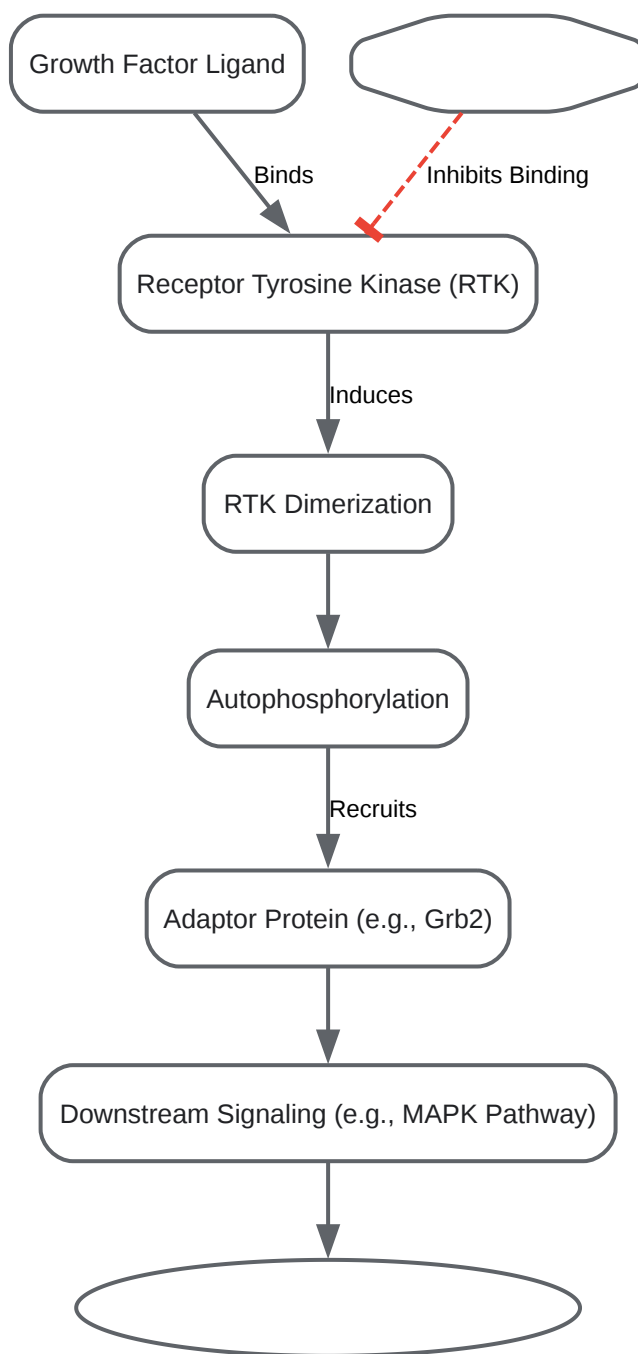 Growth Factor Ligand
Binds
Inhibits Binding
Receptor Tyrosine Kinase (RTK)
Induces
RTK Dimerization
Autophosphorylation
Recruits
Adaptor Protein (e.g., Grb2)
Downstream Signaling (e.g., MAPK Pathway)